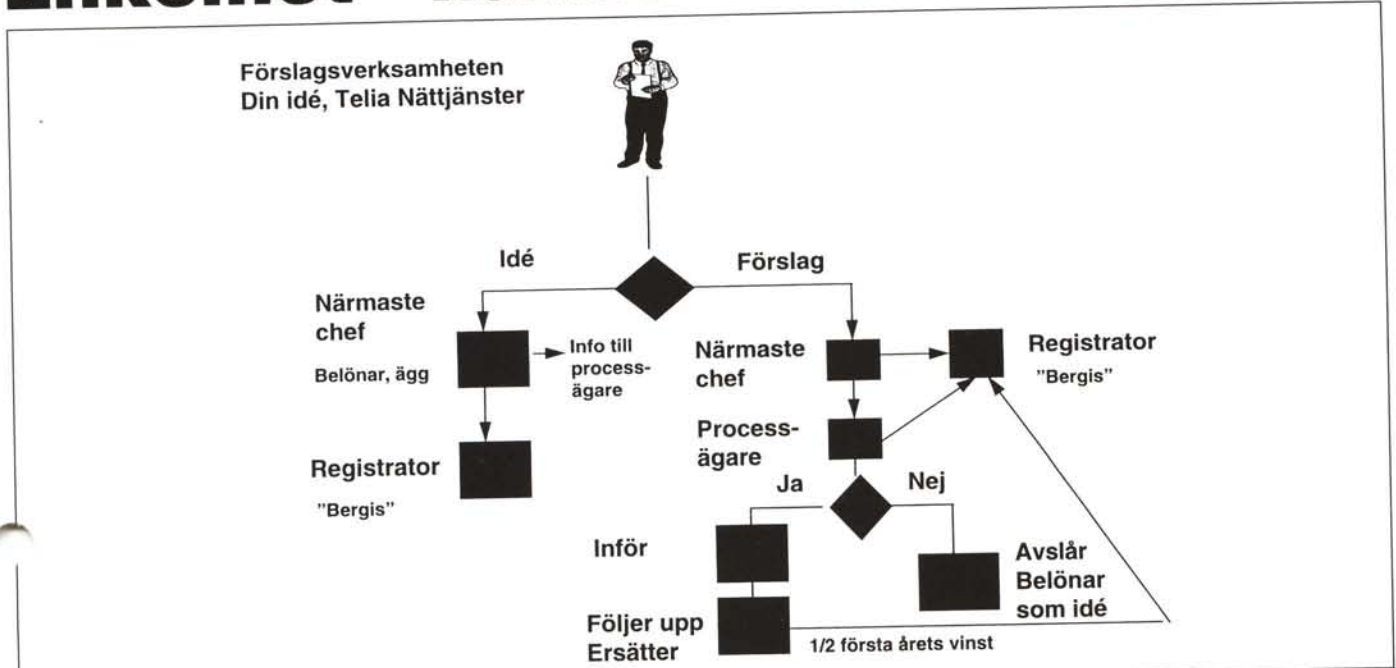 Förslagsverksamheten
Din idé, Telia Nättjänster
Idé
Förslag
Närmaste
chef
Belönar, ägg
Info till
process-
ägare
Registrator
"Bergis"
Närmaste
chef
Registrator
"Bergis"
Process-
ägare
Ja
Nej
Inför
Avslår
Belönar
som idé
Följer upp
Ersätter
1/2 första årets vinst